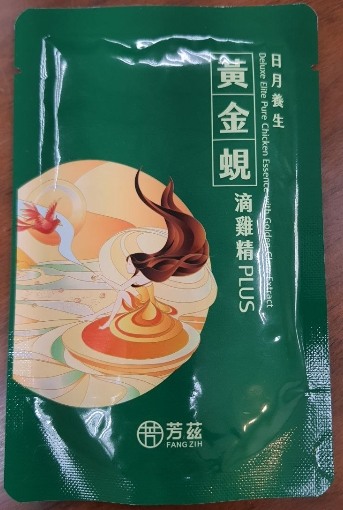 日月養生
Deluxe Elite Pure Chicken Essence with Golden Clam Extract
黃金蜆
滴雞精PLUS
芳茲
FANG ZIH